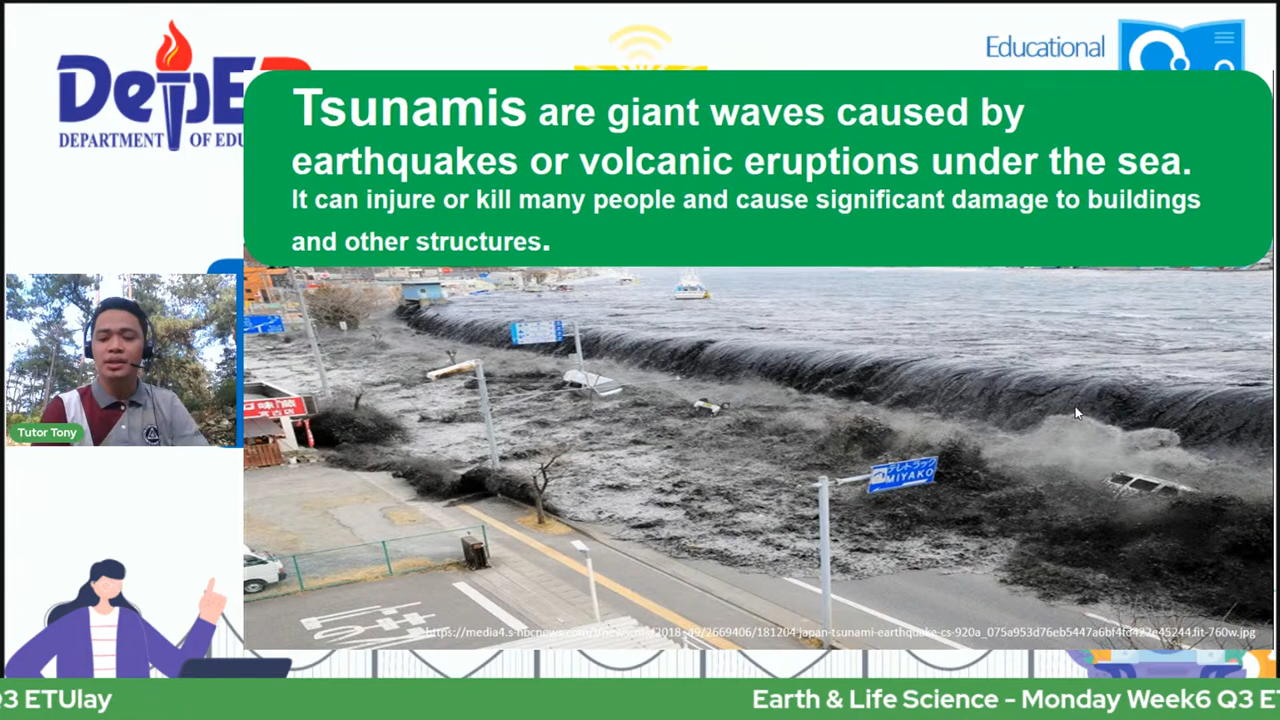 DepED
DEPARTMENT OF EDU
Educational
Tsunamis are giant waves caused by
earthquakes or volcanic eruptions under the sea.
It can injure or kill many people and cause significant damage to buildings
and other structures.
Tutor Tony
MIYAKO
Q3 ETUlay
Earth & Life Science - Monday Week6 Q3 ET